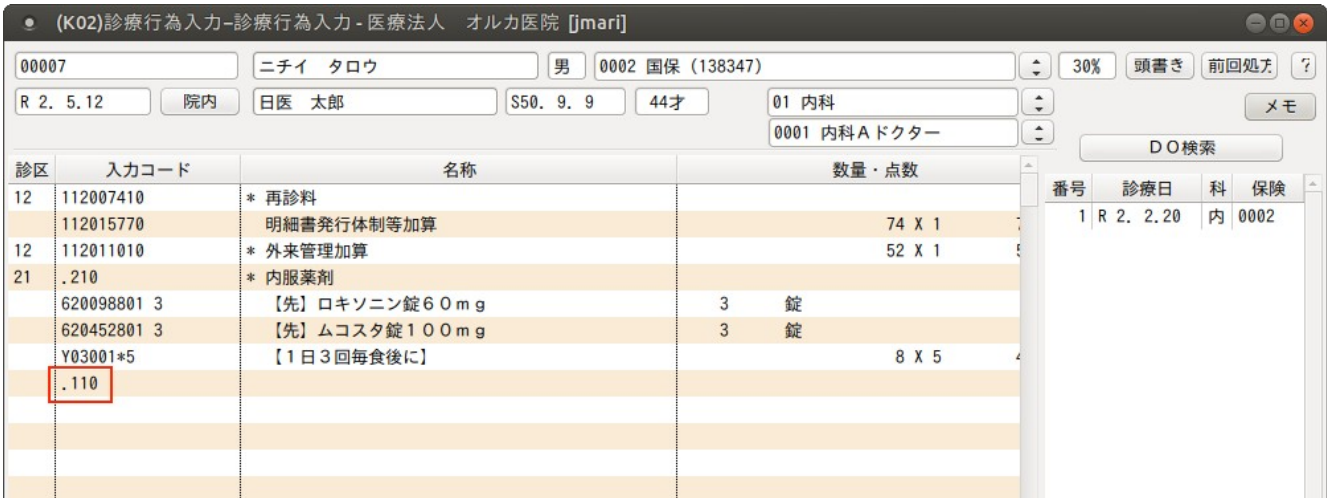 (K02)診療行為入力−診療行為入力 - 医療法人　オルカ医院 [jmari]
00007 ニチイ　タロウ 男 0002 国保 (138347) 30% 頭書き 前回処方 ?
R 2. 5.12 院内 日医　太郎 S50. 9. 9 44才 01 内科 メモ
0001 内科Ａドクター
ＤＯ検索
診区 入力コード 名称 数量・点数
番号 診療日 科 保険
12 112007410 * 再診料
1 R 2. 2.20 内 0002
112015770 明細書発行体制等加算 74 X 1
12 112011010 * 外来管理加算 52 X 1
21 .210 * 内服薬剤
620098801 3 【先】ロキソニン錠６０ｍｇ 3 錠
620452801 3 【先】ムコスタ錠１００ｍｇ 3 錠
Y03001*5 【１日３回毎食後に】 8 X 5
.110